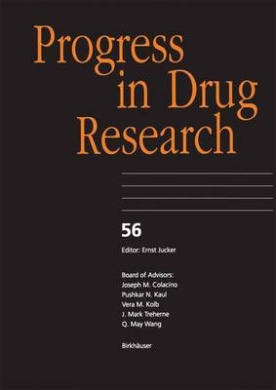 Progress
in Drug
Research
56
Editor: Ernst Jucker
Board of Advisors:
Joseph M. Colacino
Pushkar N. Kaul
Vera M. Kolb
J. Mark Treherne
Q. May Wang
Birkhäuser